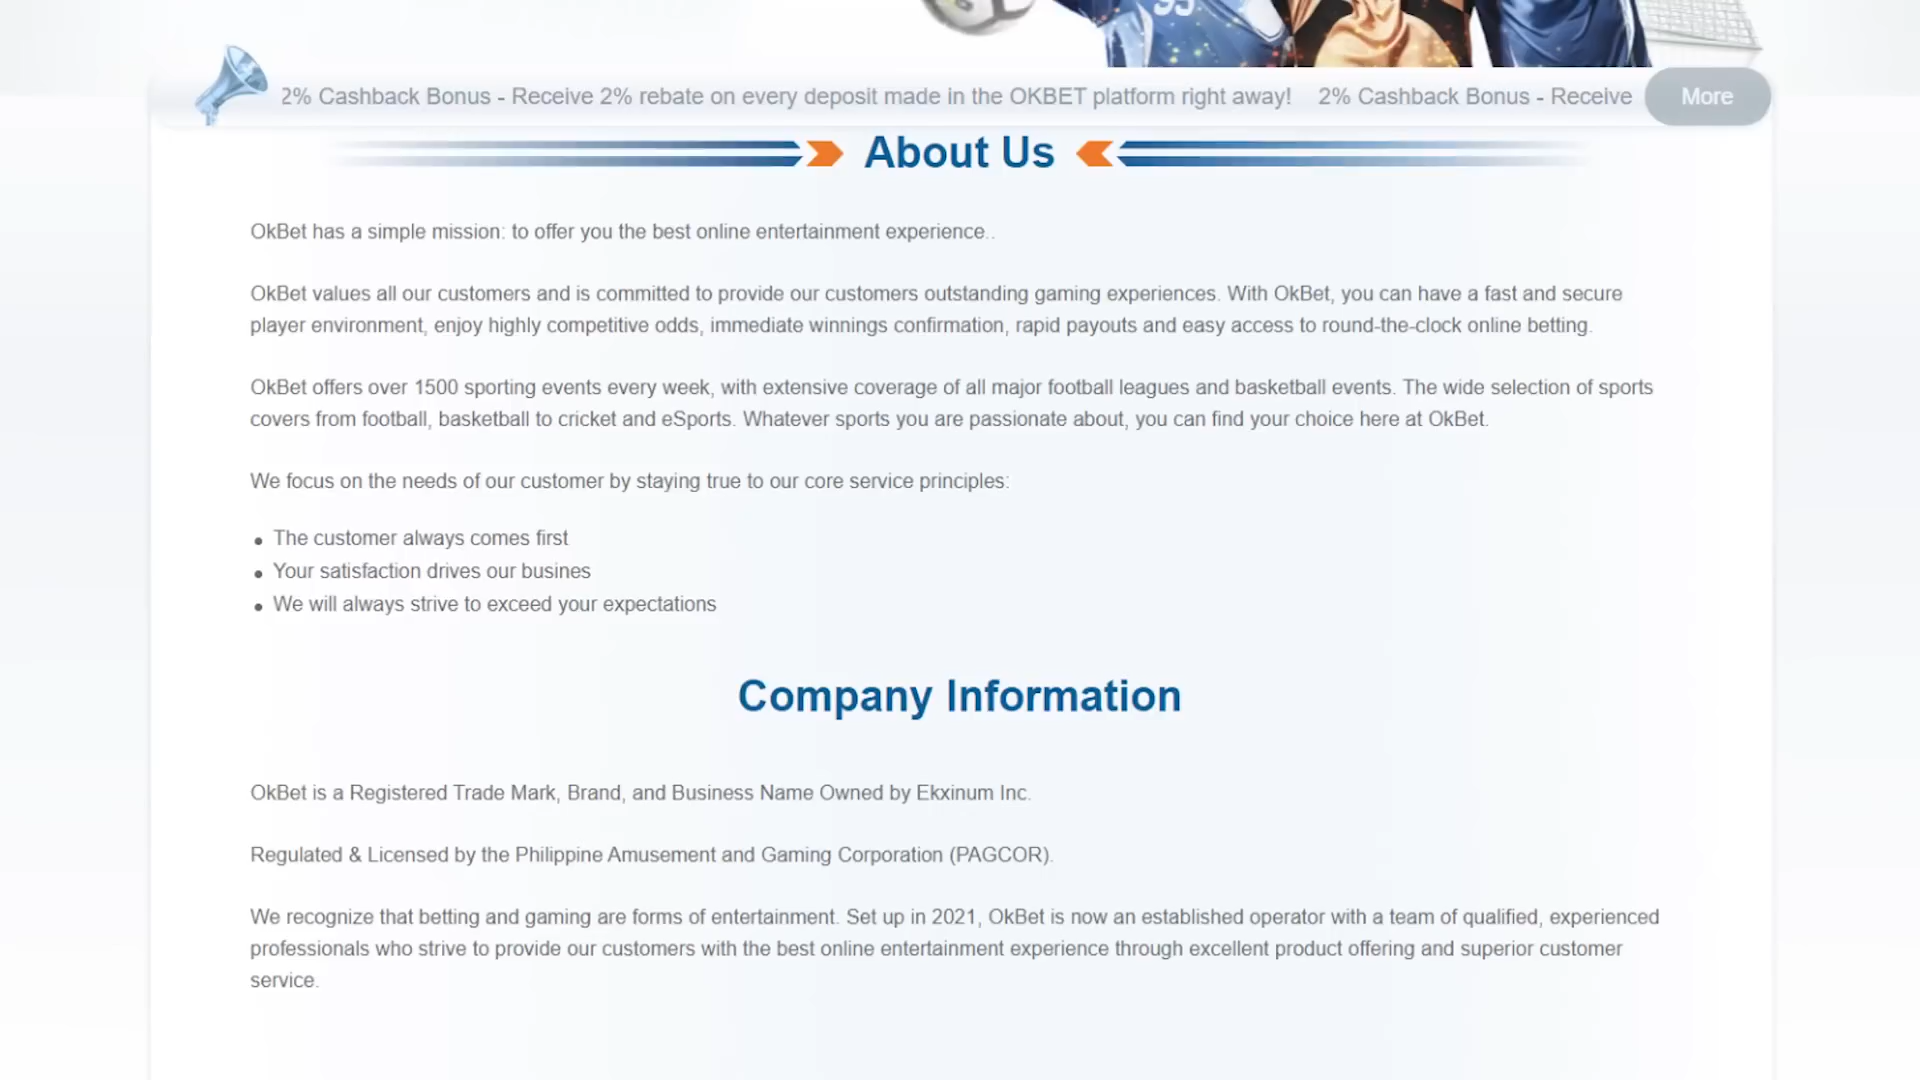 2% Cashback Bonus - Receive 2% rebate on every deposit made in the OKBET platform right away! 2% Cashback Bonus - Receive More
About Us
OkBet has a simple mission: to offer you the best online entertainment experience..
OkBet values all our customers and is committed to provide our customers outstanding gaming experiences. With OkBet, you can have a fast and secure
player environment, enjoy highly competitive odds, immediate winnings confirmation, rapid payouts and easy access to round-the-clock online betting.
OkBet offers over 1500 sporting events every week, with extensive coverage of all major football leagues and basketball events. The wide selection of sports
covers from football, basketball to cricket and eSports. Whatever sports you are passionate about, you can find your choice here at OkBet.
We focus on the needs of our customer by staying true to our core service principles:
• The customer always comes first
• Your satisfaction drives our busines
• We will always strive to exceed your expectations
Company Information
OkBet is a Registered Trade Mark, Brand, and Business Name Owned by Ekxinum Inc.
Regulated & Licensed by the Philippine Amusement and Gaming Corporation (PAGCOR).
We recognize that betting and gaming are forms of entertainment. Set up in 2021, OkBet is now an established operator with a team of qualified, experienced
professionals who strive to provide our customers with the best online entertainment experience through excellent product offering and superior customer
service.